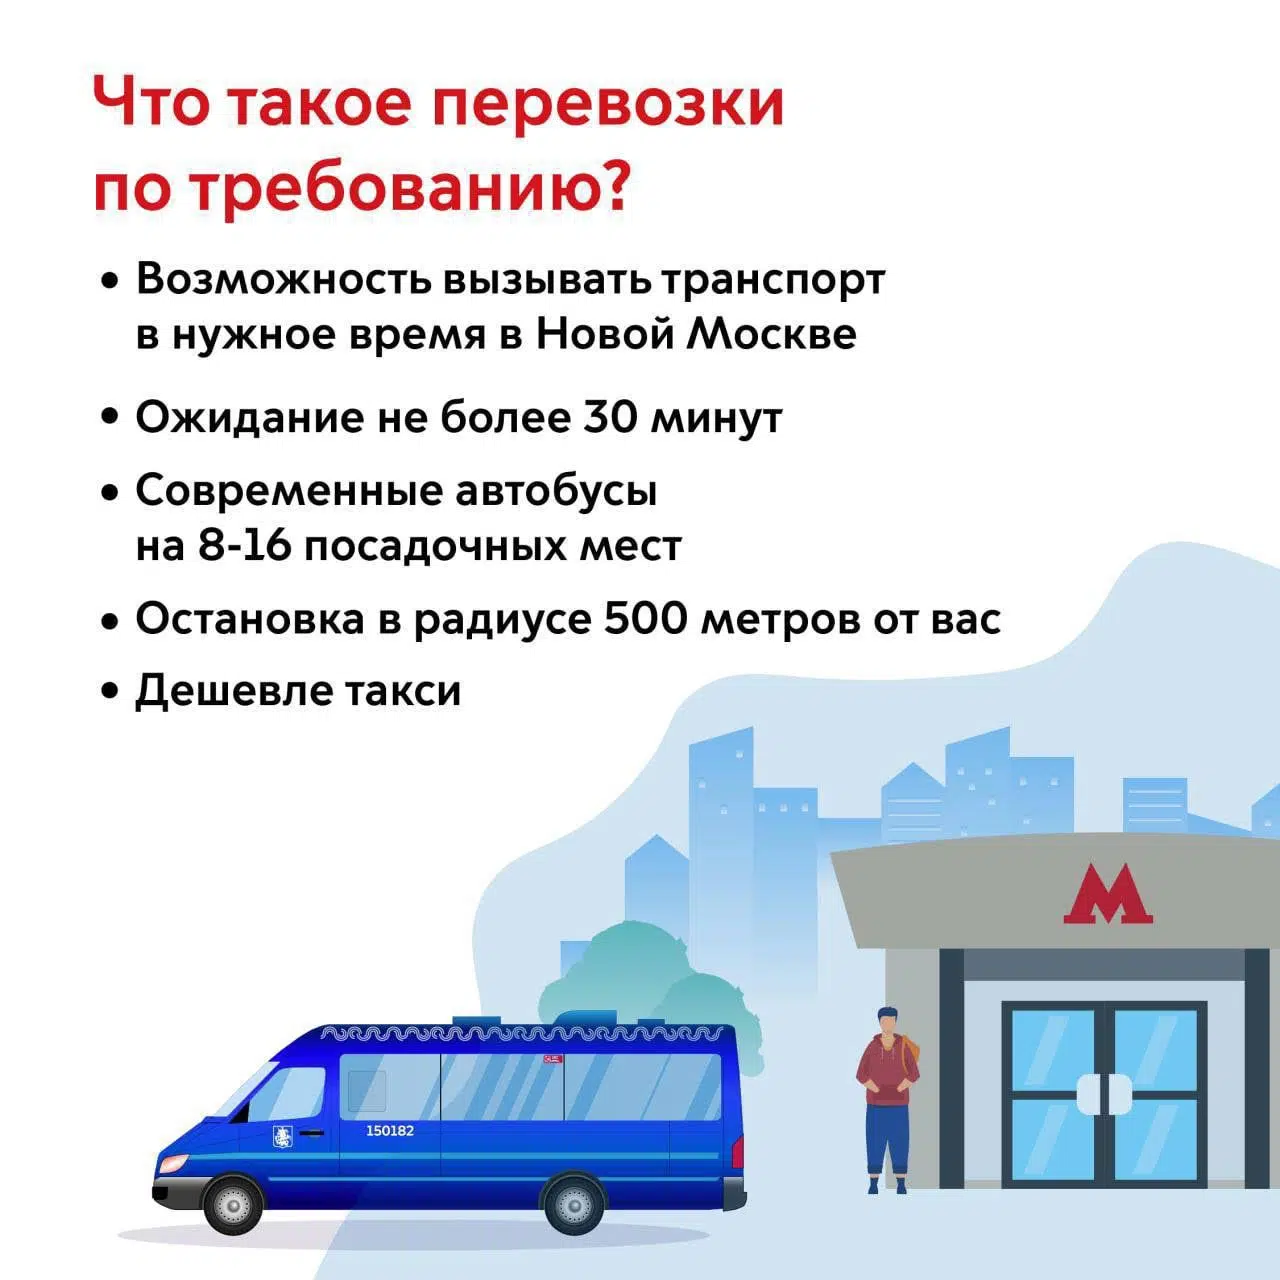 Что такое перевозки
по требованию?
• Возможность вызывать транспорт
в нужное время в Новой Москве
• Ожидание не более 30 минут
• Современные автобусы
на 8-16 посадочных мест
• Остановка в радиусе 500 метров от вас
• Дешевле такси
М
150182